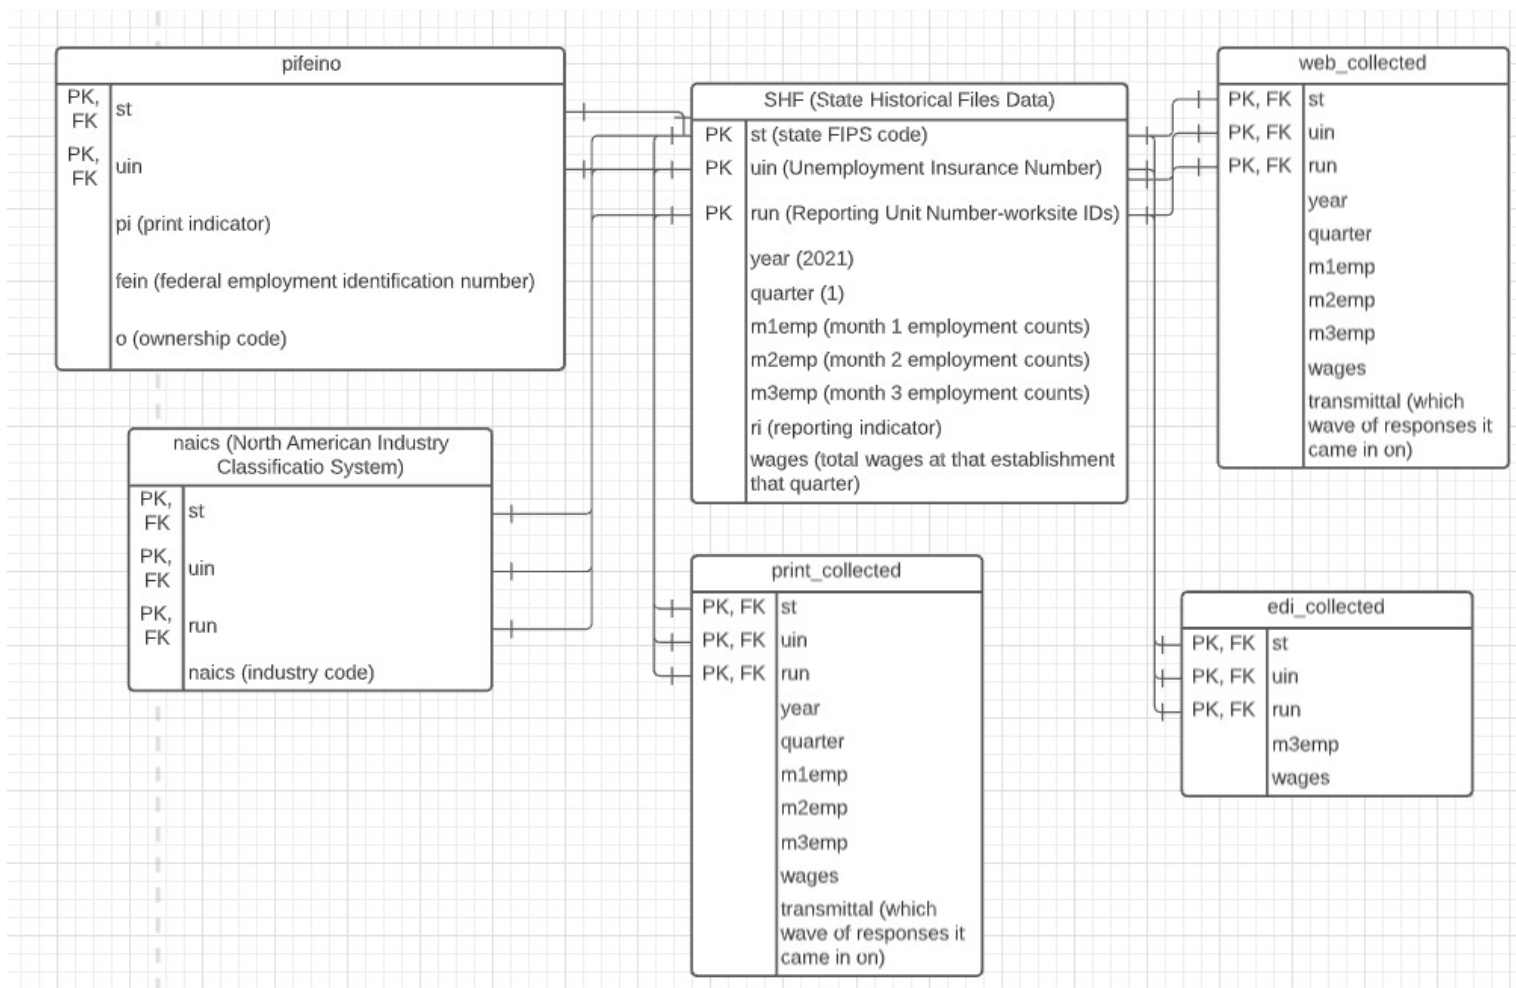 pifeino
PK,
FK
st
PK,
FK
uin
pi (print indicator)
fein (federal employment identification number)
o (ownership code)
naics (North American Industry
Classificatio System)
PK,
FK
st
PK,
FK
uin
PK,
FK
run
naics (industry code)
SHF (State Historical Files Data)
PK st (state FIPS code)
PK uin (Unemployment Insurance Number)
PK run (Reporting Unit Number-worksite IDs)
year (2021)
quarter (1)
m1emp (month 1 employment counts)
m2emp (month 2 employment counts)
m3emp (month 3 employment counts)
ri (reporting indicator)
wages (total wages at that establishment
that quarter)
print_collected
PK, FK st
PK, FK uin
PK, FK run
year
quarter
m1emp
m2emp
m3emp
wages
transmittal (which
wave of responses it
came in on)
web_collected
PK, FK st
PK, FK uin
PK, FK run
year
quarter
m1emp
m2emp
m3emp
wages
transmittal (which
wave of responses it
came in on)
edi_collected
PK, FK st
PK, FK uin
PK, FK run
m3emp
wages